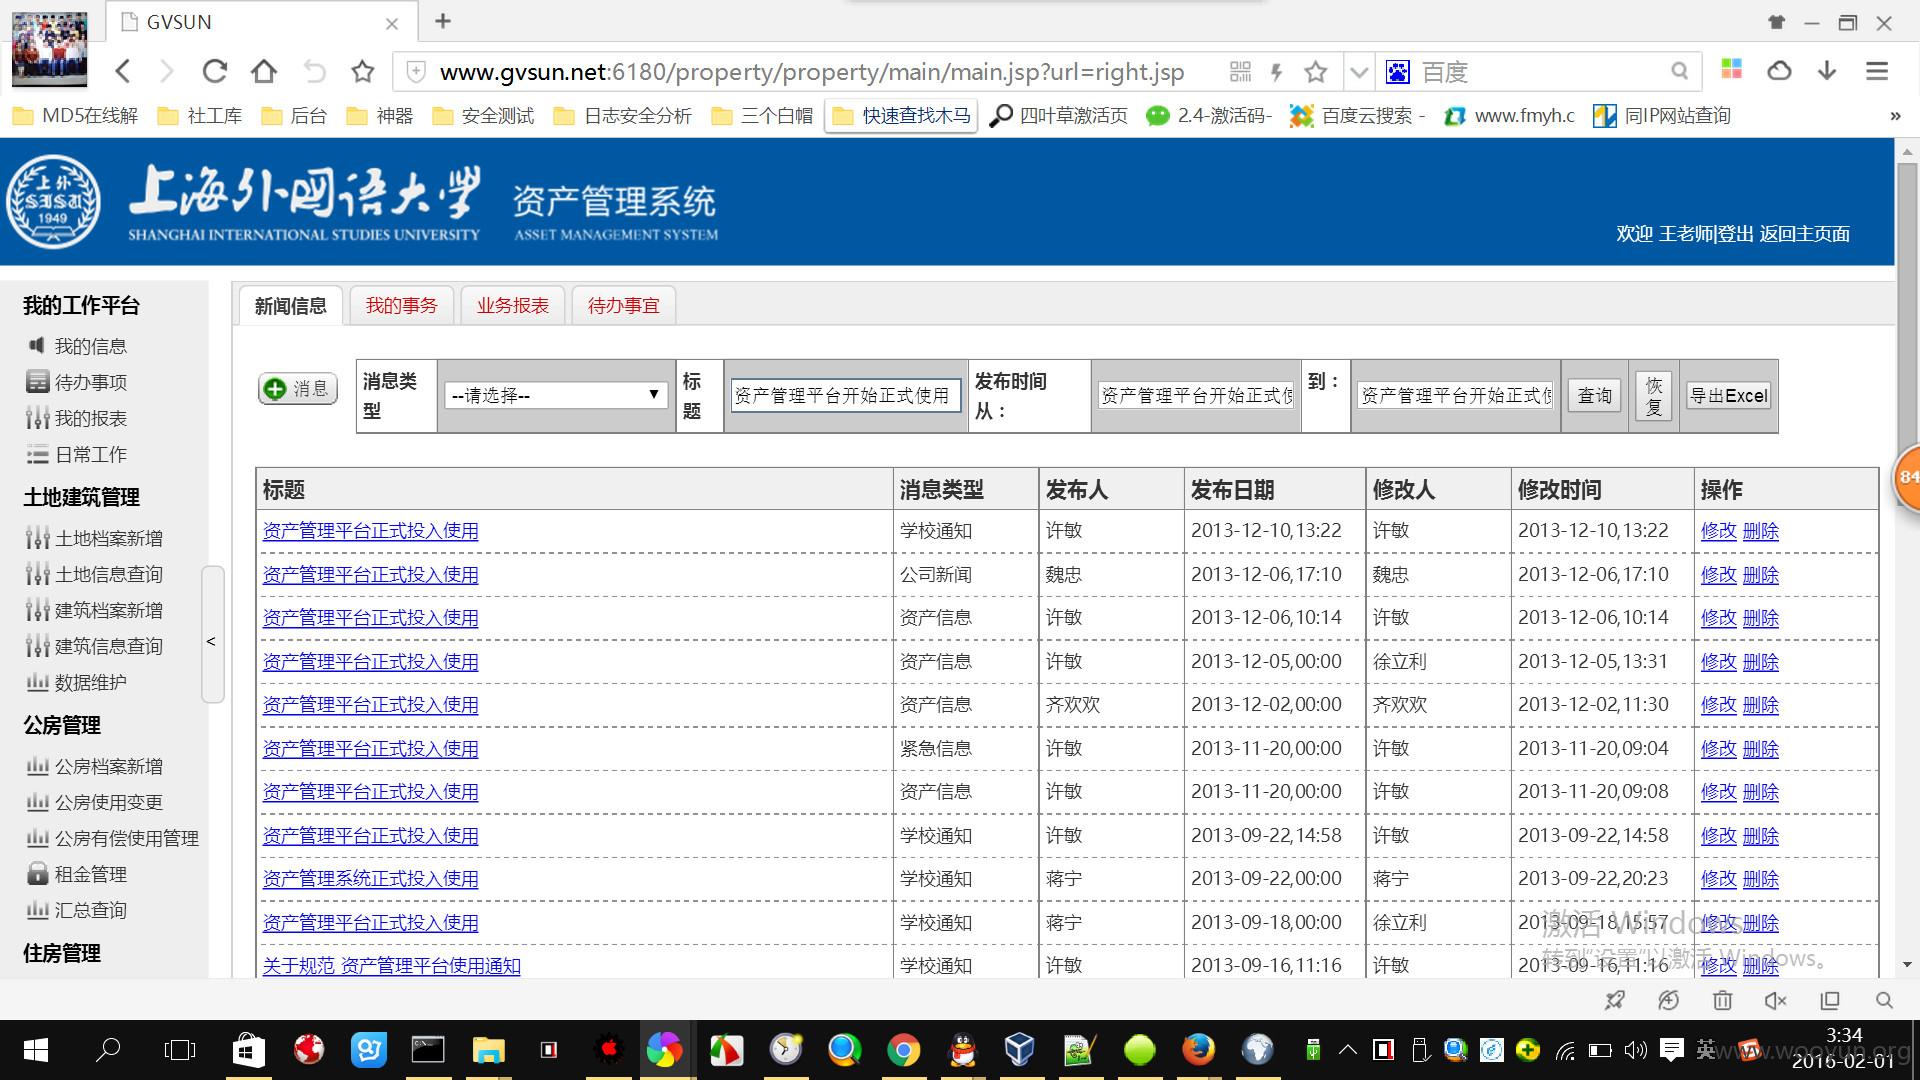 GVSUN
www.gvsun.net:6180/property/property/main/main.jsp?url=right.jsp
百度
MD5在线解 社工库 后台 神器 安全测试 日志安全分析 三个白帽 快速查找木马 四叶草激活页 2.4-激活码- 百度云搜索 - www.fmyh.c 同IP网站查询 »
上外 SISU 1949 上海外国语大学 资产管理系统
SHANGHAI INTERNATIONAL STUDIES UNIVERSITY ASSET MANAGEMENT SYSTEM
欢迎 王老师|登出 返回主页面
我的工作平台
我的信息
待办事项
我的报表
日常工作
土地建筑管理
土地档案新增
土地信息查询
建筑档案新增
建筑信息查询
数据维护
公房管理
公房档案新增
公房使用变更
公房有偿使用管理
租金管理
汇总查询
住房管理
<
新闻信息 我的事务 业务报表 待办事宜
消息 消息类型 --请选择-- 标题 资产管理平台开始正式使用 发布时间从： 资产管理平台开始正式使 到： 资产管理平台开始正式使 查询 恢复 导出Excel
标题 消息类型 发布人 发布日期 修改人 修改时间 操作
资产管理平台正式投入使用 学校通知 许敏 2013-12-10,13:22 许敏 2013-12-10,13:22 修改 删除
资产管理平台正式投入使用 公司新闻 魏忠 2013-12-06,17:10 魏忠 2013-12-06,17:10 修改 删除
资产管理平台正式投入使用 资产信息 许敏 2013-12-06,10:14 许敏 2013-12-06,10:14 修改 删除
资产管理平台正式投入使用 资产信息 许敏 2013-12-05,00:00 徐立利 2013-12-05,13:31 修改 删除
资产管理平台正式投入使用 资产信息 齐欢欢 2013-12-02,00:00 齐欢欢 2013-12-02,11:30 修改 删除
资产管理平台正式投入使用 紧急信息 许敏 2013-11-20,00:00 许敏 2013-11-20,09:04 修改 删除
资产管理平台正式投入使用 资产信息 许敏 2013-11-20,00:00 许敏 2013-11-20,09:08 修改 删除
资产管理平台正式投入使用 学校通知 许敏 2013-09-22,14:58 许敏 2013-09-22,14:58 修改 删除
资产管理系统正式投入使用 学校通知 蒋宁 2013-09-22,00:00 蒋宁 2013-09-22,20:23 修改 删除
资产管理平台正式投入使用 学校通知 蒋宁 2013-09-18,00:00 徐立利 2013-09-18,15:57 修改 删除
关于规范 资产管理平台使用通知 学校通知 许敏 2013-09-16,11:16 许敏 2013-09-16,11:16 修改 删除
84
激活 Windows
转到"设置"以激活 Windows。
英
3:34
2016-02-01
www.wooyun.org